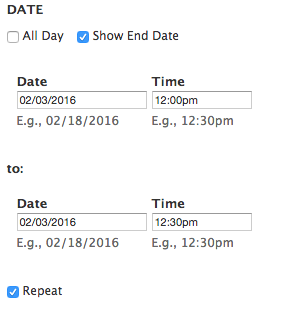 DATE
All Day Show End Date
Date Time
02/03/2016 12:00pm
E.g., 02/18/2016 E.g., 12:30pm
to:
Date Time
02/03/2016 12:30pm
E.g., 02/18/2016 E.g., 12:30pm
Repeat